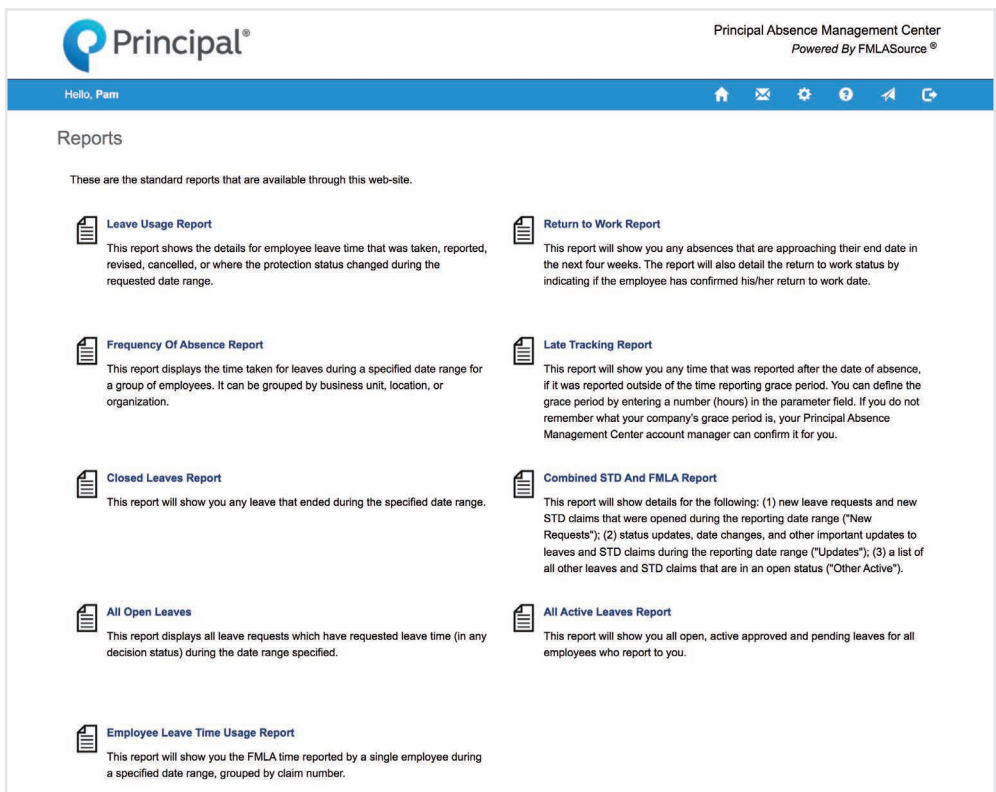 Principal®
Principal Absence Management Center
Powered By FMLASource ®
Hello, Pam
Reports
These are the standard reports that are available through this web-site.
Leave Usage Report
This report shows the details for employee leave time that was taken, reported,
revised, cancelled, or where the protection status changed during the
requested date range.
Return to Work Report
This report will show you any absences that are approaching their end date in
the next four weeks. The report will also detail the return to work status by
indicating if the employee has confirmed his/her return to work date.
Frequency Of Absence Report
This report displays the time taken for leaves during a specified date range for
a group of employees. It can be grouped by business unit, location, or
organization.
Late Tracking Report
This report will show you any time that was reported after the date of absence,
if it was reported outside of the time reporting grace period. You can define the
grace period by entering a number (hours) in the parameter field. If you do not
remember what your company's grace period is, your Principal Absence
Management Center account manager can confirm it for you.
Closed Leaves Report
This report will show you any leave that ended during the specified date range.
Combined STD And FMLA Report
This report will show details for the following: (1) new leave requests and new
STD claims that were opened during the reporting date range ("New
Requests"); (2) status updates, date changes, and other important updates to
leaves and STD claims during the reporting date range ("Updates"); (3) a list of
all other leaves and STD claims that are in an open status ("Other Active").
All Open Leaves
This report displays all leave requests which have requested leave time (in any
decision status) during the date range specified.
All Active Leaves Report
This report will show you all open, active approved and pending leaves for all
employees who report to you.
Employee Leave Time Usage Report
This report will show you the FMLA time reported by a single employee during
a specified date range, grouped by claim number.